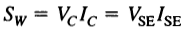 S_W = V_C I_C = V_SE I_SE